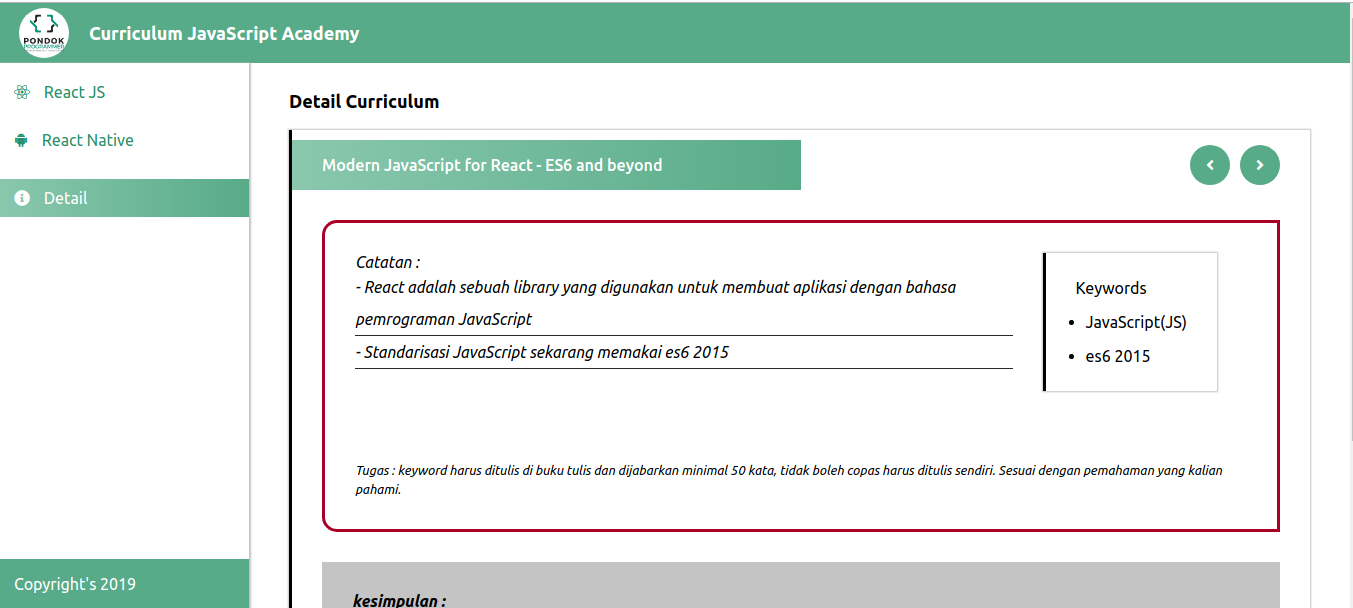 PONDOK
PROGRAMMER
Curriculum JavaScript Academy
React JS
React Native
Detail
Copyright's 2019
Detail Curriculum
Modern JavaScript for React - ES6 and beyond
Catatan :
- React adalah sebuah library yang digunakan untuk membuat aplikasi dengan bahasa
pemrograman JavaScript
- Standarisasi JavaScript sekarang memakai es6 2015
Keywords
• JavaScript(JS)
• es6 2015
Tugas : keyword harus ditulis di buku tulis dan dijabarkan minimal 50 kata, tidak boleh copas harus ditulis sendiri. Sesuai dengan pemahaman yang kalian
pahami.
kesimpulan :